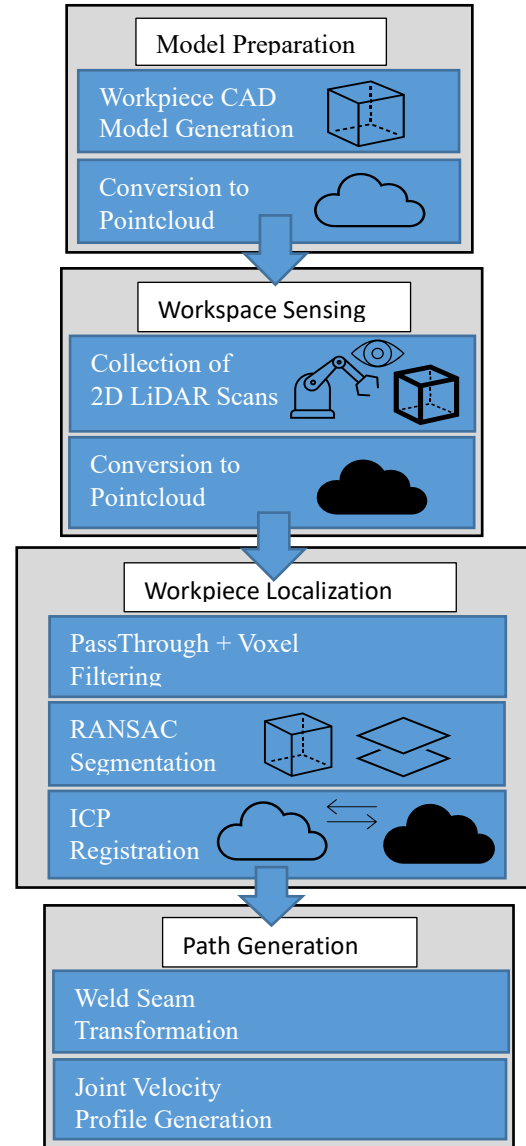 Model Preparation
Workpiece CAD
Model Generation
Conversion to
Pointcloud
Workspace Sensing
Collection of
2D LiDAR Scans
Conversion to
Pointcloud
Workpiece Localization
PassThrough + Voxel
Filtering
RANSAC
Segmentation
ICP
Registration
Path Generation
Weld Seam
Transformation
Joint Velocity
Profile Generation